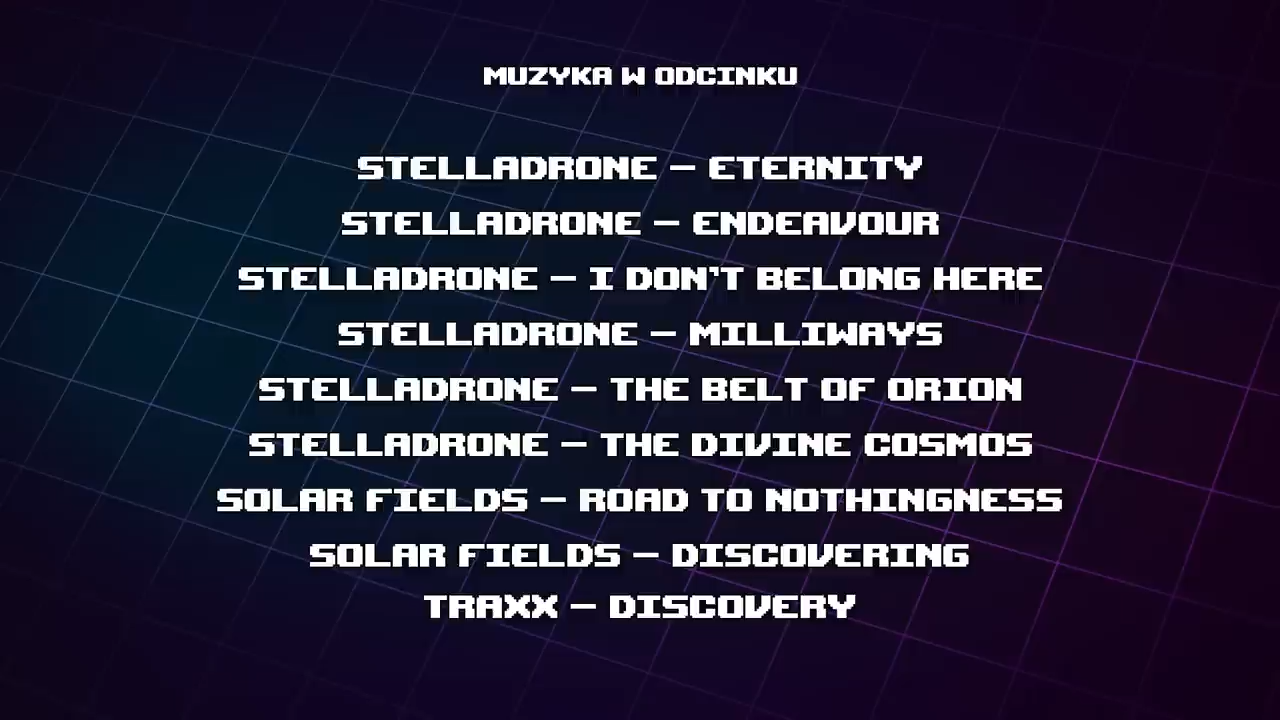 MUZYKA W ODCINKU
STELLADRONE – ETERNITY
STELLADRONE – ENDEAVOUR
STELLADRONE – I DON'T BELONG HERE
STELLADRONE – MILLIWAYS
STELLADRONE – THE BELT OF ORION
STELLADRONE – THE DIVINE COSMOS
SOLAR FIELDS – ROAD TO NOTHINGNESS
SOLAR FIELDS – DISCOVERING
TRAXX – DISCOVERY